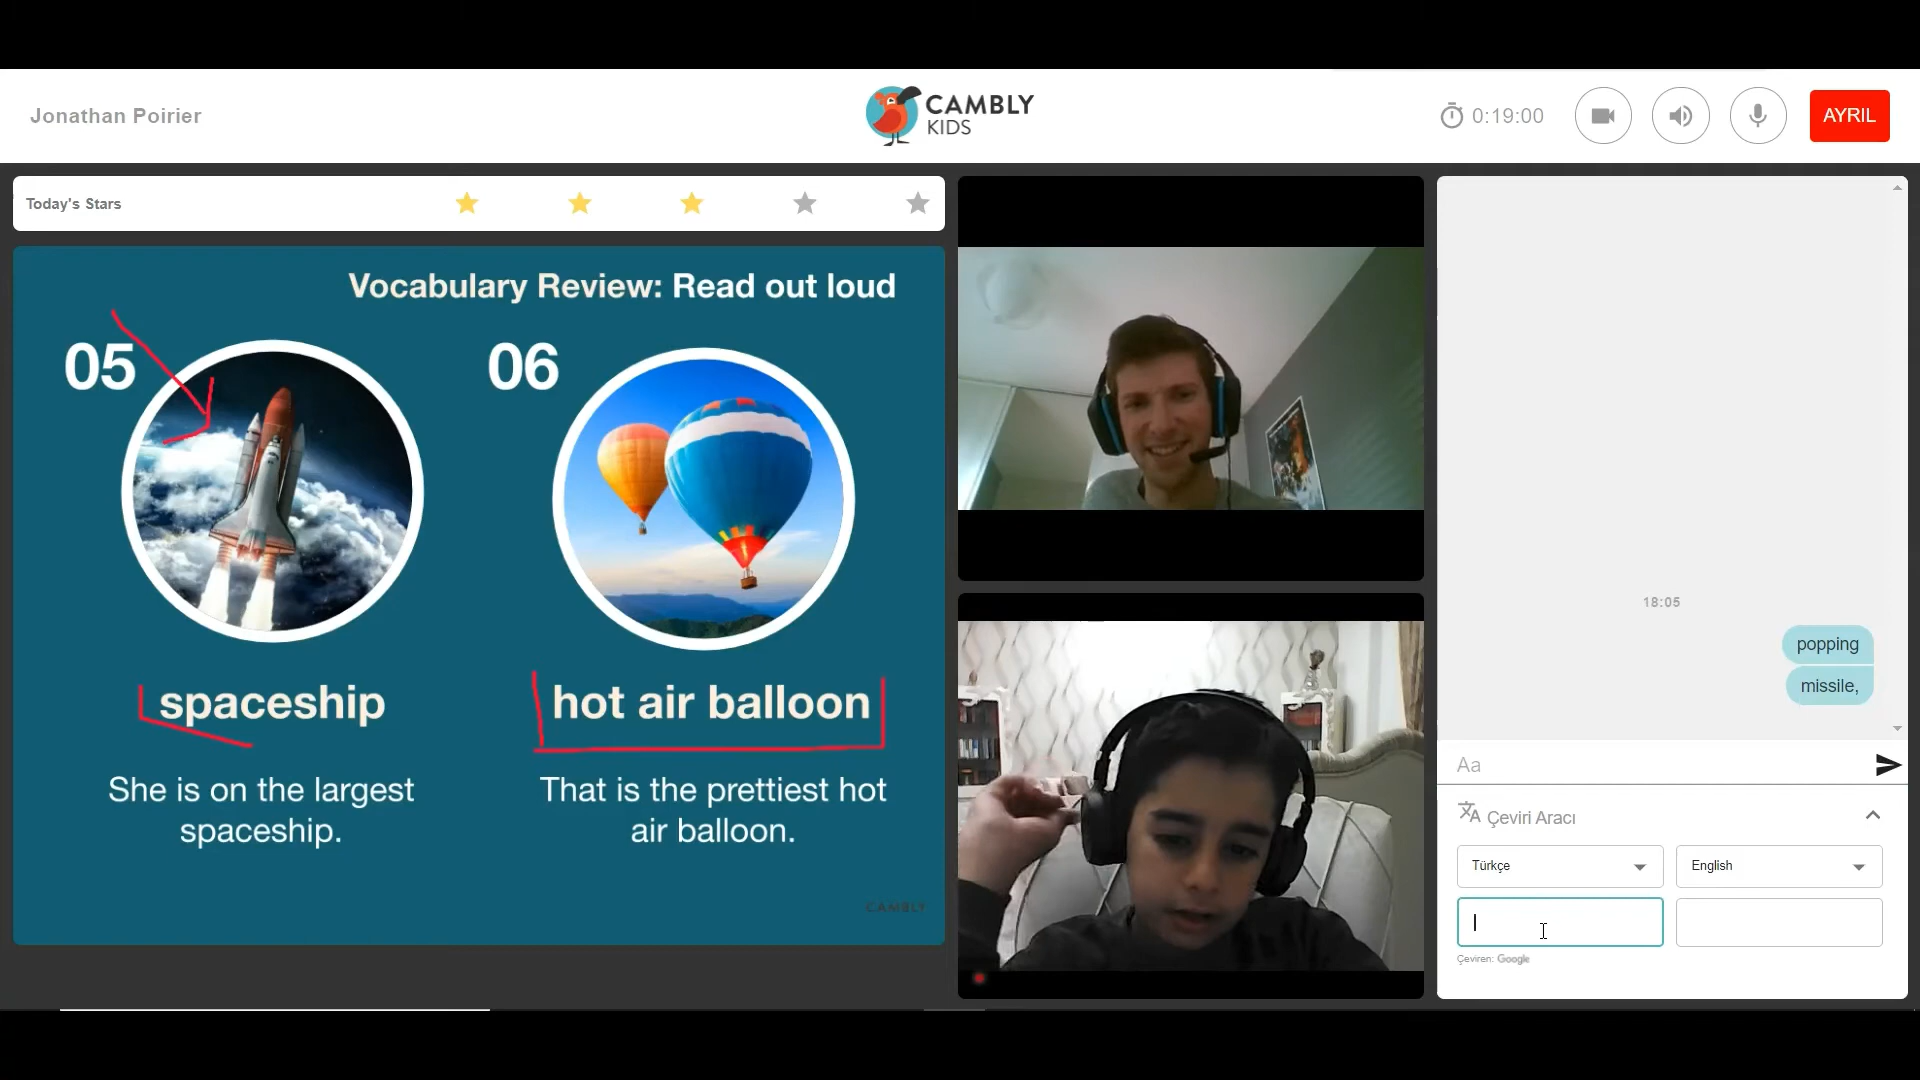 Jonathan Poirier
CAMBLY
KIDS
0:19:00
AYRIL
Today's Stars
Vocabulary Review: Read out loud
05
06
spaceship
hot air balloon
She is on the largest
spaceship.
That is the prettiest hot
air balloon.
CAMBLY
18:05
popping
missile,
Aa
Çeviri Aracı
Türkçe
English
Çeviren: Google